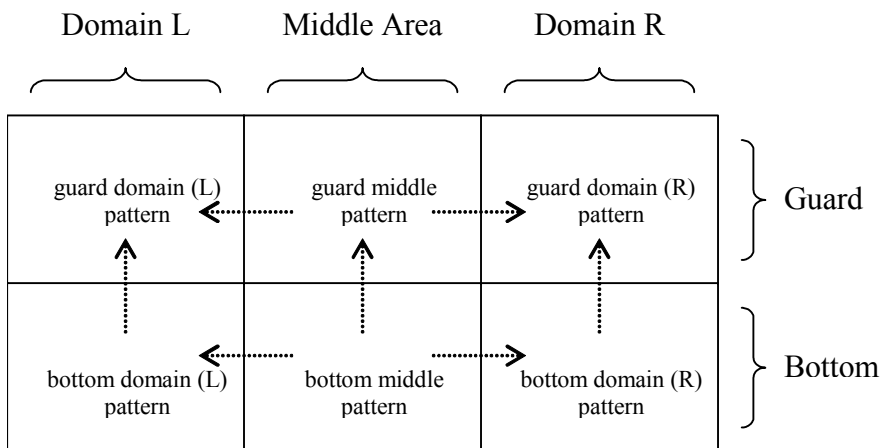 Domain L
Middle Area
Domain R
guard domain (L)
pattern
guard middle
pattern
guard domain (R)
pattern
Guard
bottom domain (L)
pattern
bottom middle
pattern
bottom domain (R)
pattern
Bottom